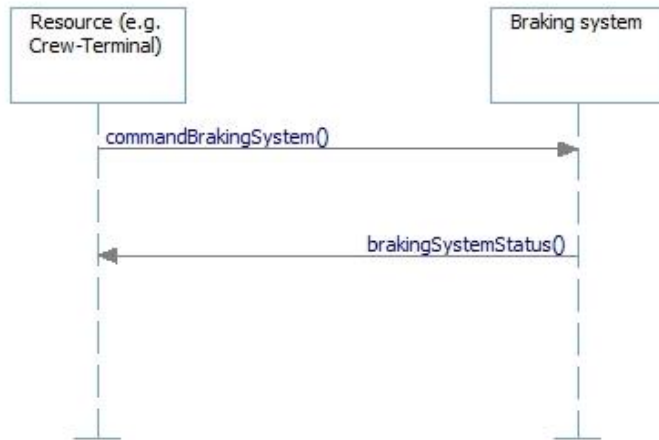 Resource (e.g.
Crew-Terminal)
Braking system
commandBrakingSystem()
brakingSystemStatus()